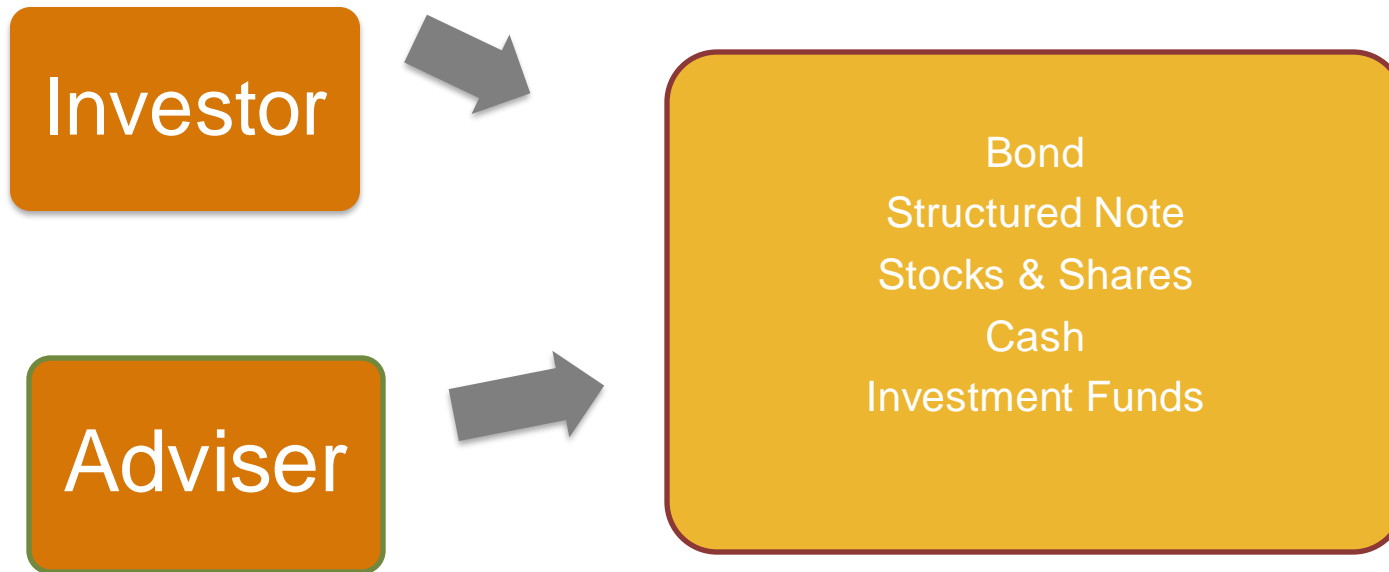 Investor
Adviser
Bond
Structured Note
Stocks & Shares
Cash
Investment Funds